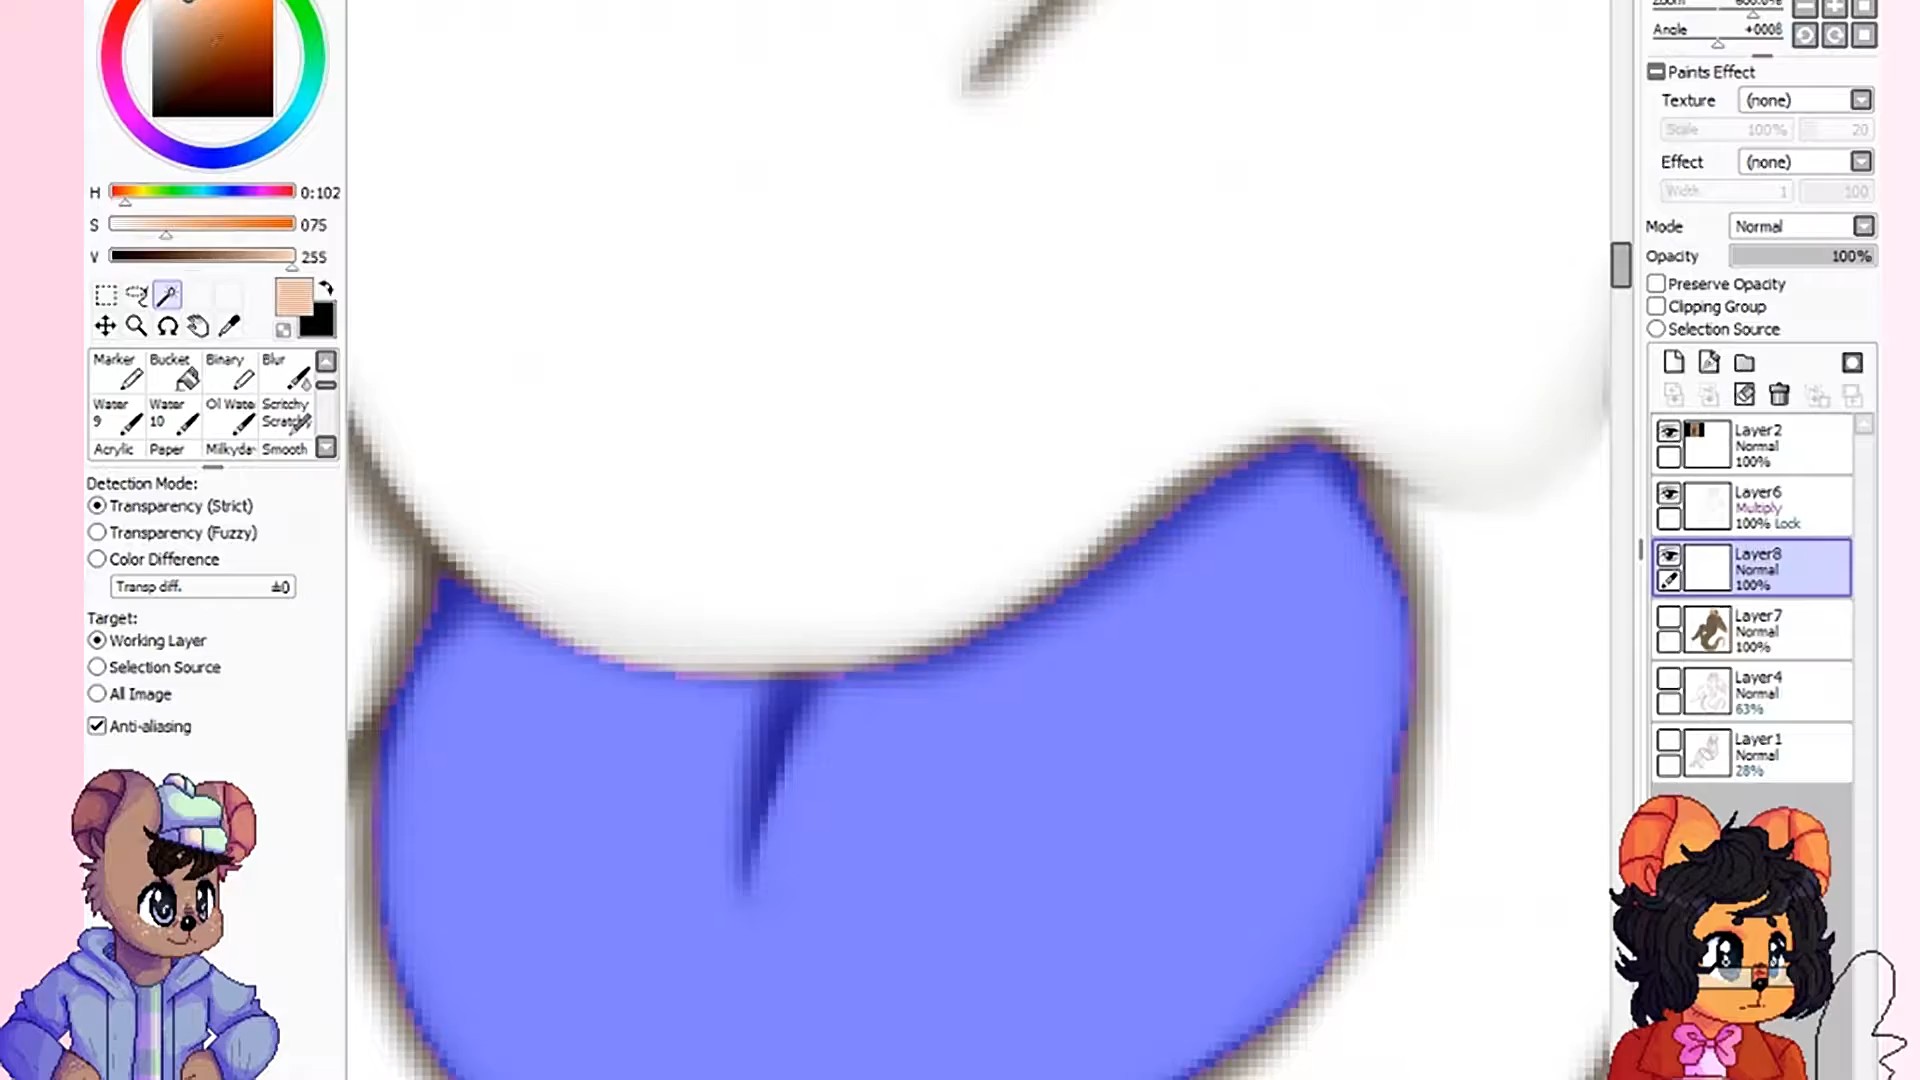 H 0:102
S 075
V 255
Marker Bucket Binary Blur
Water 9 Water 10 Oil Wate Scritchy Scratch
Acrylic Paper Milkyda Smooth
Detection Mode:
Transparency (Strict)
Transparency (Fuzzy)
Color Difference
Transp diff. ±0
Target:
Working Layer
Selection Source
All Image
Anti-aliasing
Angle +0008
Paints Effect
Texture (none)
Scale 100% 20
Effect (none)
Width 1 100
Mode Normal
Opacity 100%
Preserve Opacity
Clipping Group
Selection Source
Layer2
Normal
100%
Layer6
Multiply
100% Lock
Layer8
Normal
100%
Layer7
Normal
100%
Layer4
Normal
63%
Layer1
Normal
28%